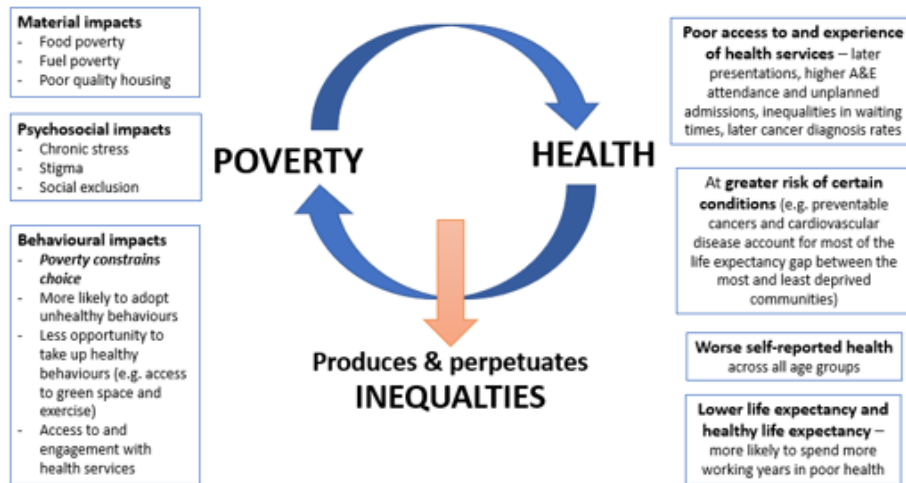 Material impacts
- Food poverty
- Fuel poverty
- Poor quality housing
Psychosocial impacts
- Chronic stress
- Stigma
- Social exclusion
Behavioural impacts
- Poverty constrains
choice
- More likely to adopt
unhealthy behaviours
- Less opportunity to
take up healthy
behaviours (e.g. access
to green space and
exercise)
- Access to and
engagement with
health services
POVERTY
HEALTH
Produces & perpetuates
INEQUALTIES
Poor access to and experience
of health services – later
presentations, higher A&E
attendance and unplanned
admissions, inequalities in waiting
times, later cancer diagnosis rates
At greater risk of certain
conditions (e.g. preventable
cancers and cardiovascular
disease account for most of the
life expectancy gap between the
most and least deprived
communities)
Worse self-reported health
across all age groups
Lower life expectancy and
healthy life expectancy –
more likely to spend more
working years in poor health